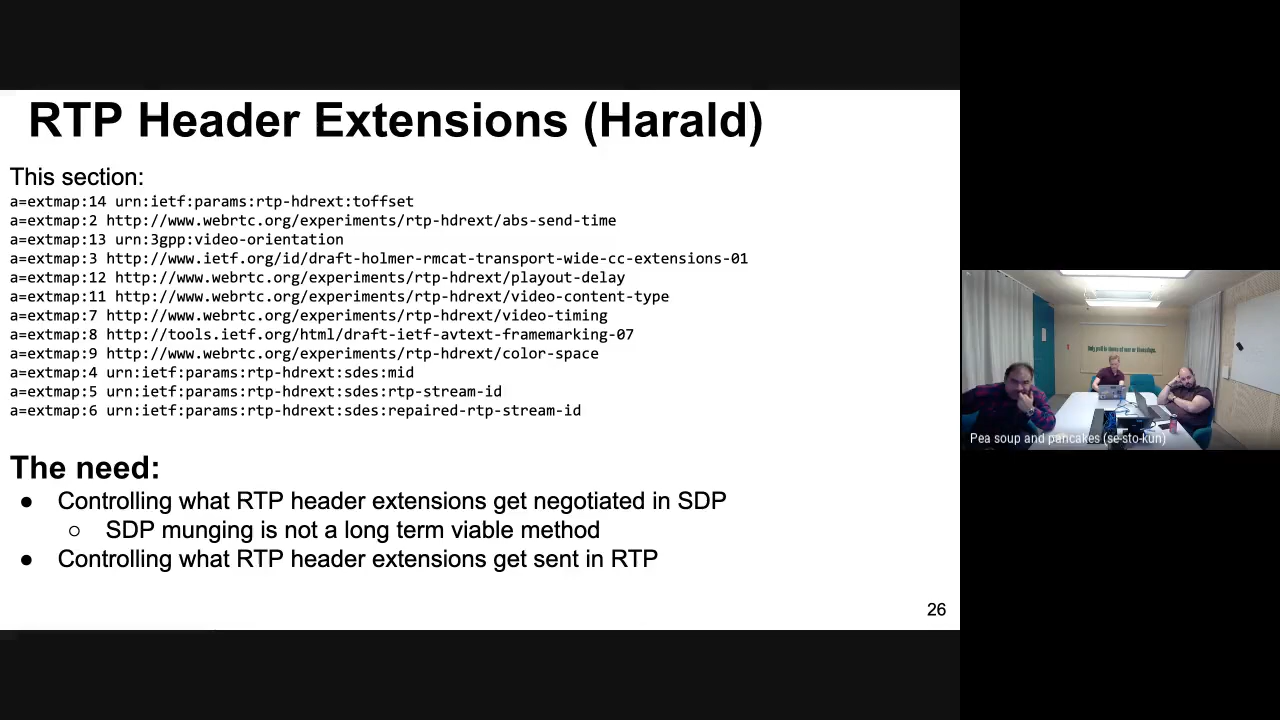 RTP Header Extensions (Harald)
This section:
a=extmap:14 urn:ietf:params:rtp-hdrext:toffset
a=extmap:2 http://www.webrtc.org/experiments/rtp-hdrext/abs-send-time
a=extmap:13 urn:3gpp:video-orientation
a=extmap:3 http://www.ietf.org/id/draft-holmer-rmcat-transport-wide-cc-extensions-01
a=extmap:12 http://www.webrtc.org/experiments/rtp-hdrext/playout-delay
a=extmap:11 http://www.webrtc.org/experiments/rtp-hdrext/video-content-type
a=extmap:7 http://www.webrtc.org/experiments/rtp-hdrext/video-timing
a=extmap:8 http://tools.ietf.org/html/draft-ietf-avtext-framemarking-07
a=extmap:9 http://www.webrtc.org/experiments/rtp-hdrext/color-space
a=extmap:4 urn:ietf:params:rtp-hdrext:sdes:mid
a=extmap:5 urn:ietf:params:rtp-hdrext:sdes:rtp-stream-id
a=extmap:6 urn:ietf:params:rtp-hdrext:sdes:repaired-rtp-stream-id
The need:
● Controlling what RTP header extensions get negotiated in SDP
○ SDP munging is not a long term viable method
● Controlling what RTP header extensions get sent in RTP
26
Only pull in times of war or
Pea soup and pancakes (se-sto-kun)